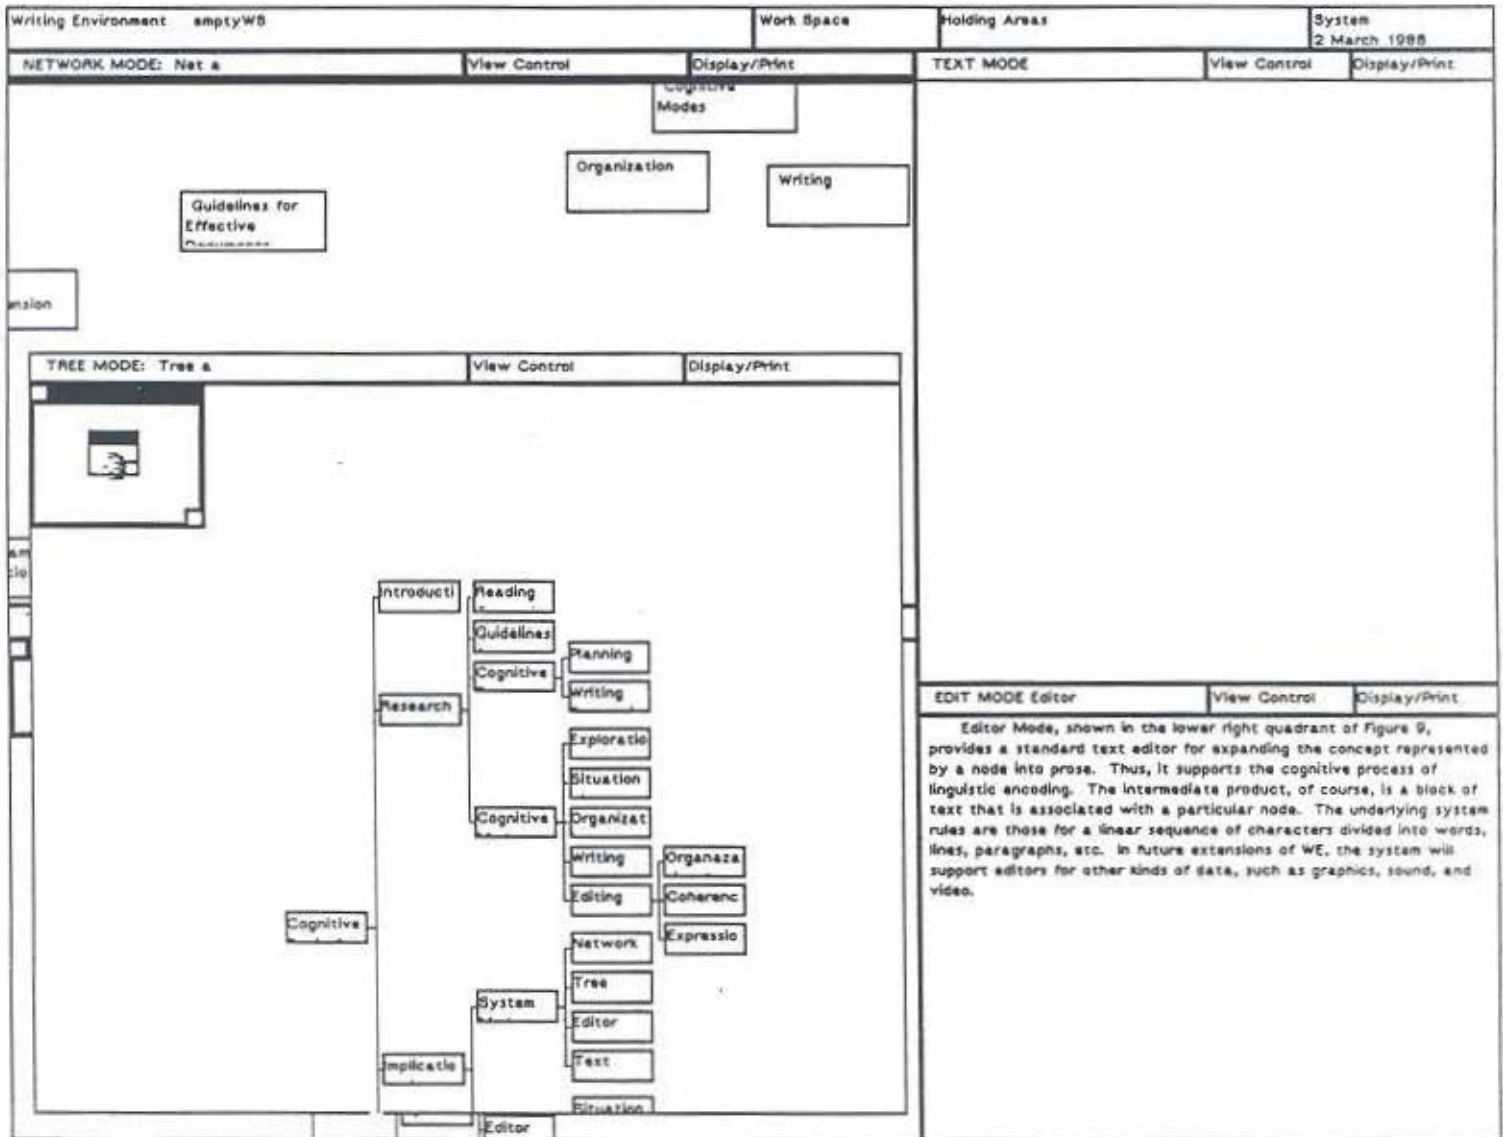 Writing Environment emptyWS
Work Space
Holding Areas
System
2 March 1988
NETWORK MODE: Net a
View Control
Display/Print
TEXT MODE
View Control
Display/Print
Cognitive
Modes
Organization
Writing
Guidelines for
Effective
Documents
ension
TREE MODE: Tree a
View Control
Display/Print
am
cio
Introducti
Reading
Guidelines
Cognitive
Planning
Writing
Research
Exploratio
Situation
Cognitive
Organizat
Writing
Organaza
Editing
Coherenc
Expressio
Cognitive
Network
System
Tree
Editor
Text
Implicatio
Situation
Editor
EDIT MODE Editor
View Control
Display/Print
Editor Mode, shown in the lower right quadrant of Figure 9,
provides a standard text editor for expanding the concept represented
by a node into prose. Thus, it supports the cognitive process of
linguistic encoding. The intermediate product, of course, is a block of
text that is associated with a particular node. The underlying system
rules are those for a linear sequence of characters divided into words,
lines, paragraphs, etc. In future extensions of WE, the system will
support editors for other kinds of data, such as graphics, sound, and
video.